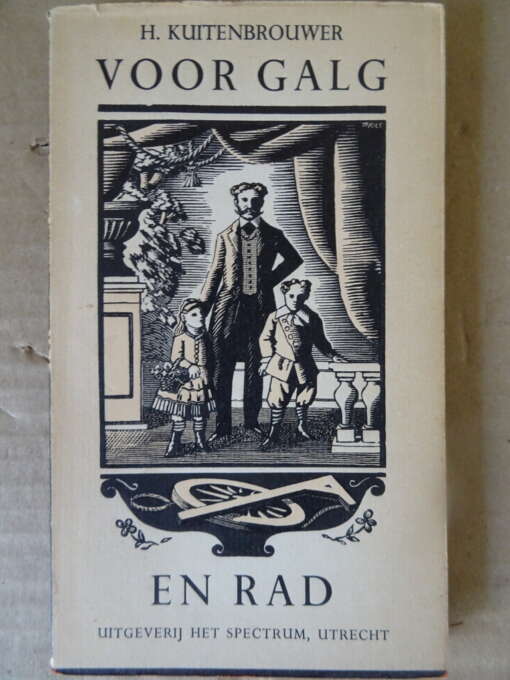 H. KUITENBROUWER
VOOR GALG
EN RAD
UITGEVERIJ HET SPECTRUM, UTRECHT